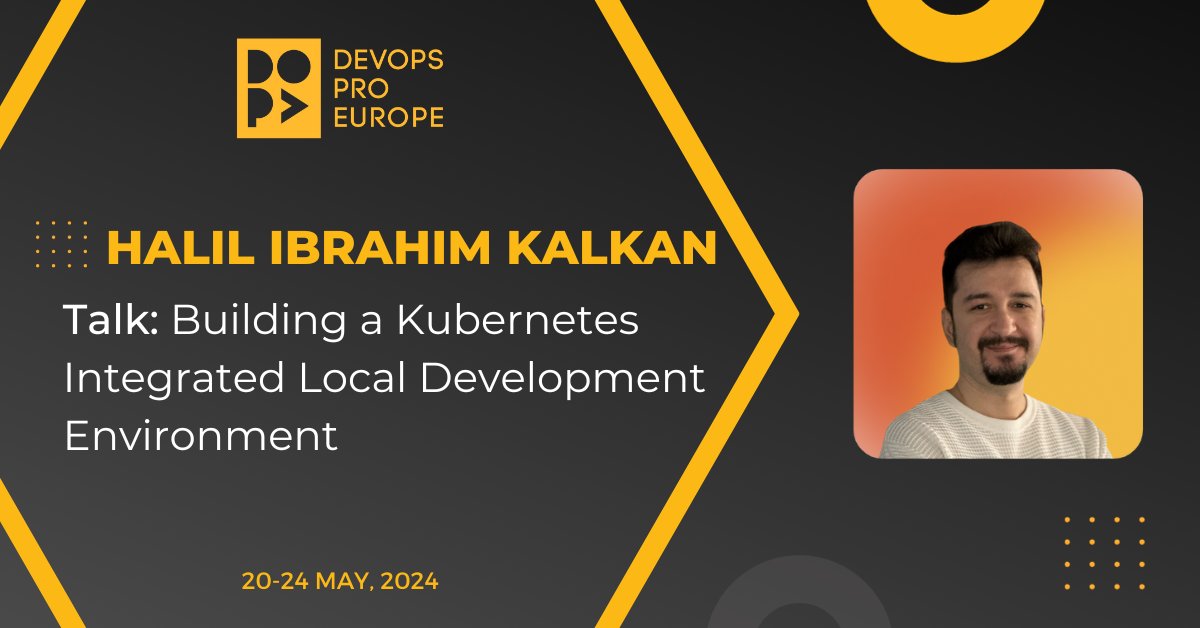 DEVOPS
PRO
EUROPE
HALIL IBRAHIM KALKAN
Talk: Building a Kubernetes
Integrated Local Development
Environment
20-24 MAY, 2024